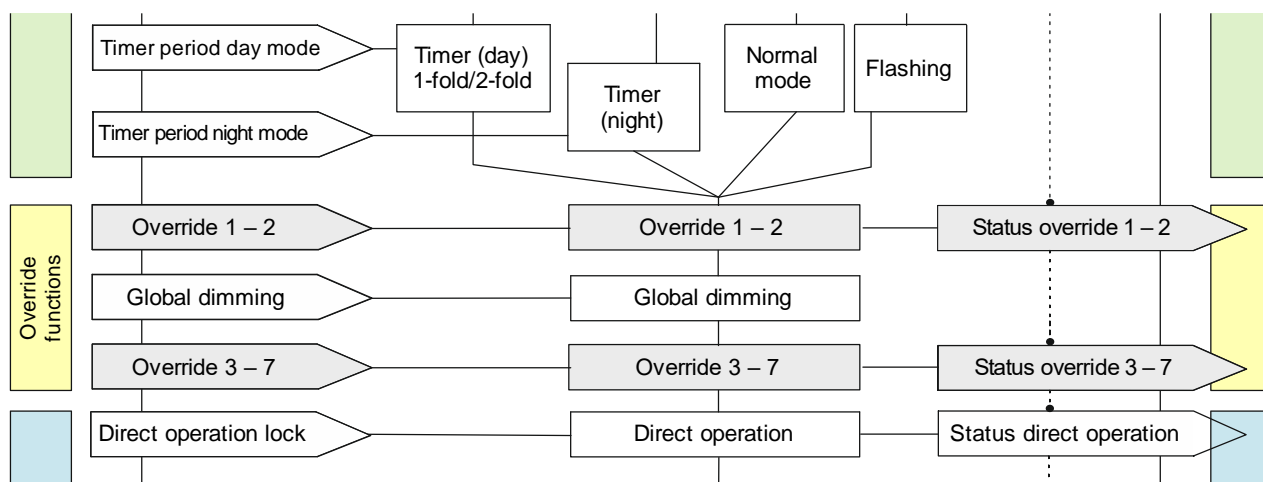 Timer period day mode
Timer (day)
1-fold/2-fold
Normal
mode
Flashing
Timer
(night)
Timer period night mode
Override
functions
Override 1 – 2
Override 1 – 2
Status override 1 – 2
Global dimming
Global dimming
Override 3 – 7
Override 3 – 7
Status override 3 – 7
Direct operation lock
Direct operation
Status direct operation